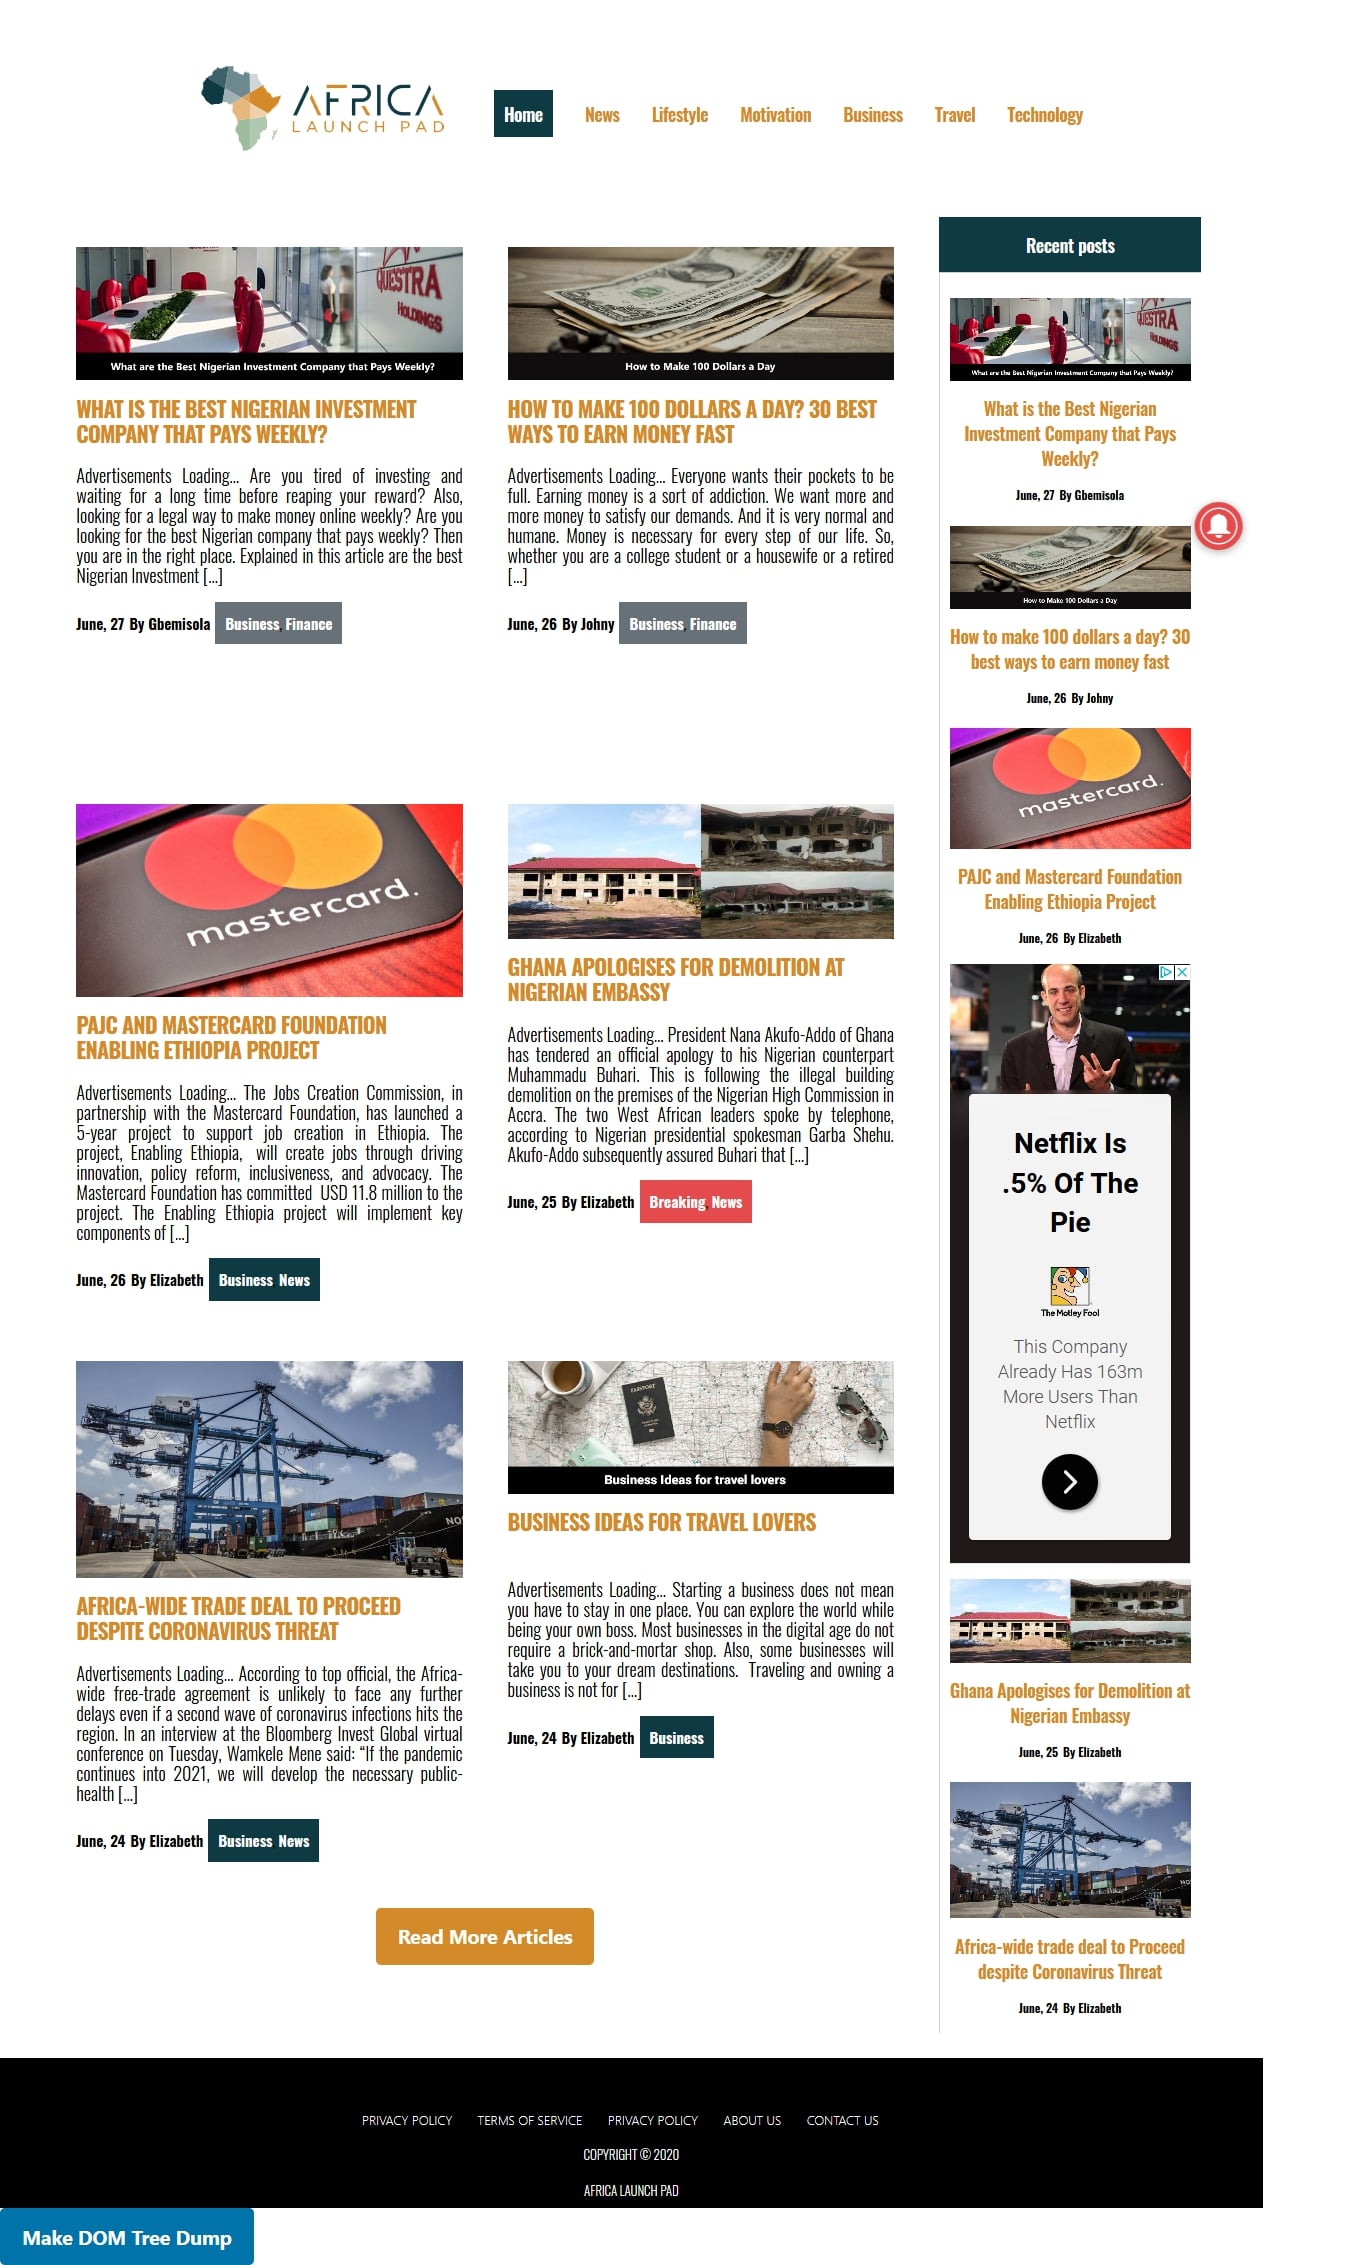 AFRICA
LAUNCH PAD
Home
News
Lifestyle
Motivation
Business
Travel
Technology
QUESTRA
HOLDINGS
What are the Best Nigerian Investment Company that Pays Weekly?
WHAT IS THE BEST NIGERIAN INVESTMENT
COMPANY THAT PAYS WEEKLY?
Advertisements Loading... Are you tired of investing and
waiting for a long time before reaping your reward? Also,
looking for a legal way to make money online weekly? Are you
looking for the best Nigerian company that pays weekly? Then
you are in the right place. Explained in this article are the best
Nigerian Investment [...]
June, 27 By Gbemisola Business, Finance
How to Make 100 Dollars a Day
HOW TO MAKE 100 DOLLARS A DAY? 30 BEST
WAYS TO EARN MONEY FAST
Advertisements Loading... Everyone wants their pockets to be
full. Earning money is a sort of addiction. We want more and
more money to satisfy our demands. And it is very normal and
humane. Money is necessary for every step of our life. So,
whether you are a college student or a housewife or a retired
[...]
June, 26 By Johny Business, Finance
mastercard.
PAJC AND MASTERCARD FOUNDATION
ENABLING ETHIOPIA PROJECT
Advertisements Loading... The Jobs Creation Commission, in
partnership with the Mastercard Foundation, has launched a
5-year project to support job creation in Ethiopia. The
project, Enabling Ethiopia, will create jobs through driving
innovation, policy reform, inclusiveness, and advocacy. The
Mastercard Foundation has committed USD 11.8 million to the
project. The Enabling Ethiopia project will implement key
components of [...]
June, 26 By Elizabeth Business News
GHANA APOLOGISES FOR DEMOLITION AT
NIGERIAN EMBASSY
Advertisements Loading... President Nana Akufo-Addo of Ghana
has tendered an official apology to his Nigerian counterpart
Muhammadu Buhari. This is following the illegal building
demolition on the premises of the Nigerian High Commission in
Accra. The two West African leaders spoke by telephone,
according to Nigerian presidential spokesman Garba Shehu.
Akufo-Addo subsequently assured Buhari that [...]
June, 25 By Elizabeth Breaking, News
AFRICA-WIDE TRADE DEAL TO PROCEED
DESPITE CORONAVIRUS THREAT
Advertisements Loading... According to top official, the Africa-
wide free-trade agreement is unlikely to face any further
delays even if a second wave of coronavirus infections hits the
region. In an interview at the Bloomberg Invest Global virtual
conference on Tuesday, Wamkele Mene said: “If the pandemic
continues into 2021, we will develop the necessary public-
health [...]
June, 24 By Elizabeth Business News
PASSPORT
Business Ideas for travel lovers
BUSINESS IDEAS FOR TRAVEL LOVERS
Advertisements Loading... Starting a business does not mean
you have to stay in one place. You can explore the world while
being your own boss. Most businesses in the digital age do not
require a brick-and-mortar shop. Also, some businesses will
take you to your dream destinations. Traveling and owning a
business is not for [...]
June, 24 By Elizabeth Business
Read More Articles
Recent posts
QUESTRA
HOLDINGS
What are the Best Nigerian Investment Company that Pays Weekly?
What is the Best Nigerian
Investment Company that Pays
Weekly?
June, 27 By Gbemisola
How to Make 100 Dollars a Day
How to make 100 dollars a day? 30
best ways to earn money fast
June, 26 By Johny
mastercard.
PAJC and Mastercard Foundation
Enabling Ethiopia Project
June, 26 By Elizabeth
Netflix Is
.5% Of The
Pie
The Motley Fool
This Company
Already Has 163m
More Users Than
Netflix
Ghana Apologises for Demolition at
Nigerian Embassy
June, 25 By Elizabeth
Africa-wide trade deal to Proceed
despite Coronavirus Threat
June, 24 By Elizabeth
PRIVACY POLICY TERMS OF SERVICE PRIVACY POLICY ABOUT US CONTACT US
COPYRIGHT © 2020
AFRICA LAUNCH PAD
Make DOM Tree Dump